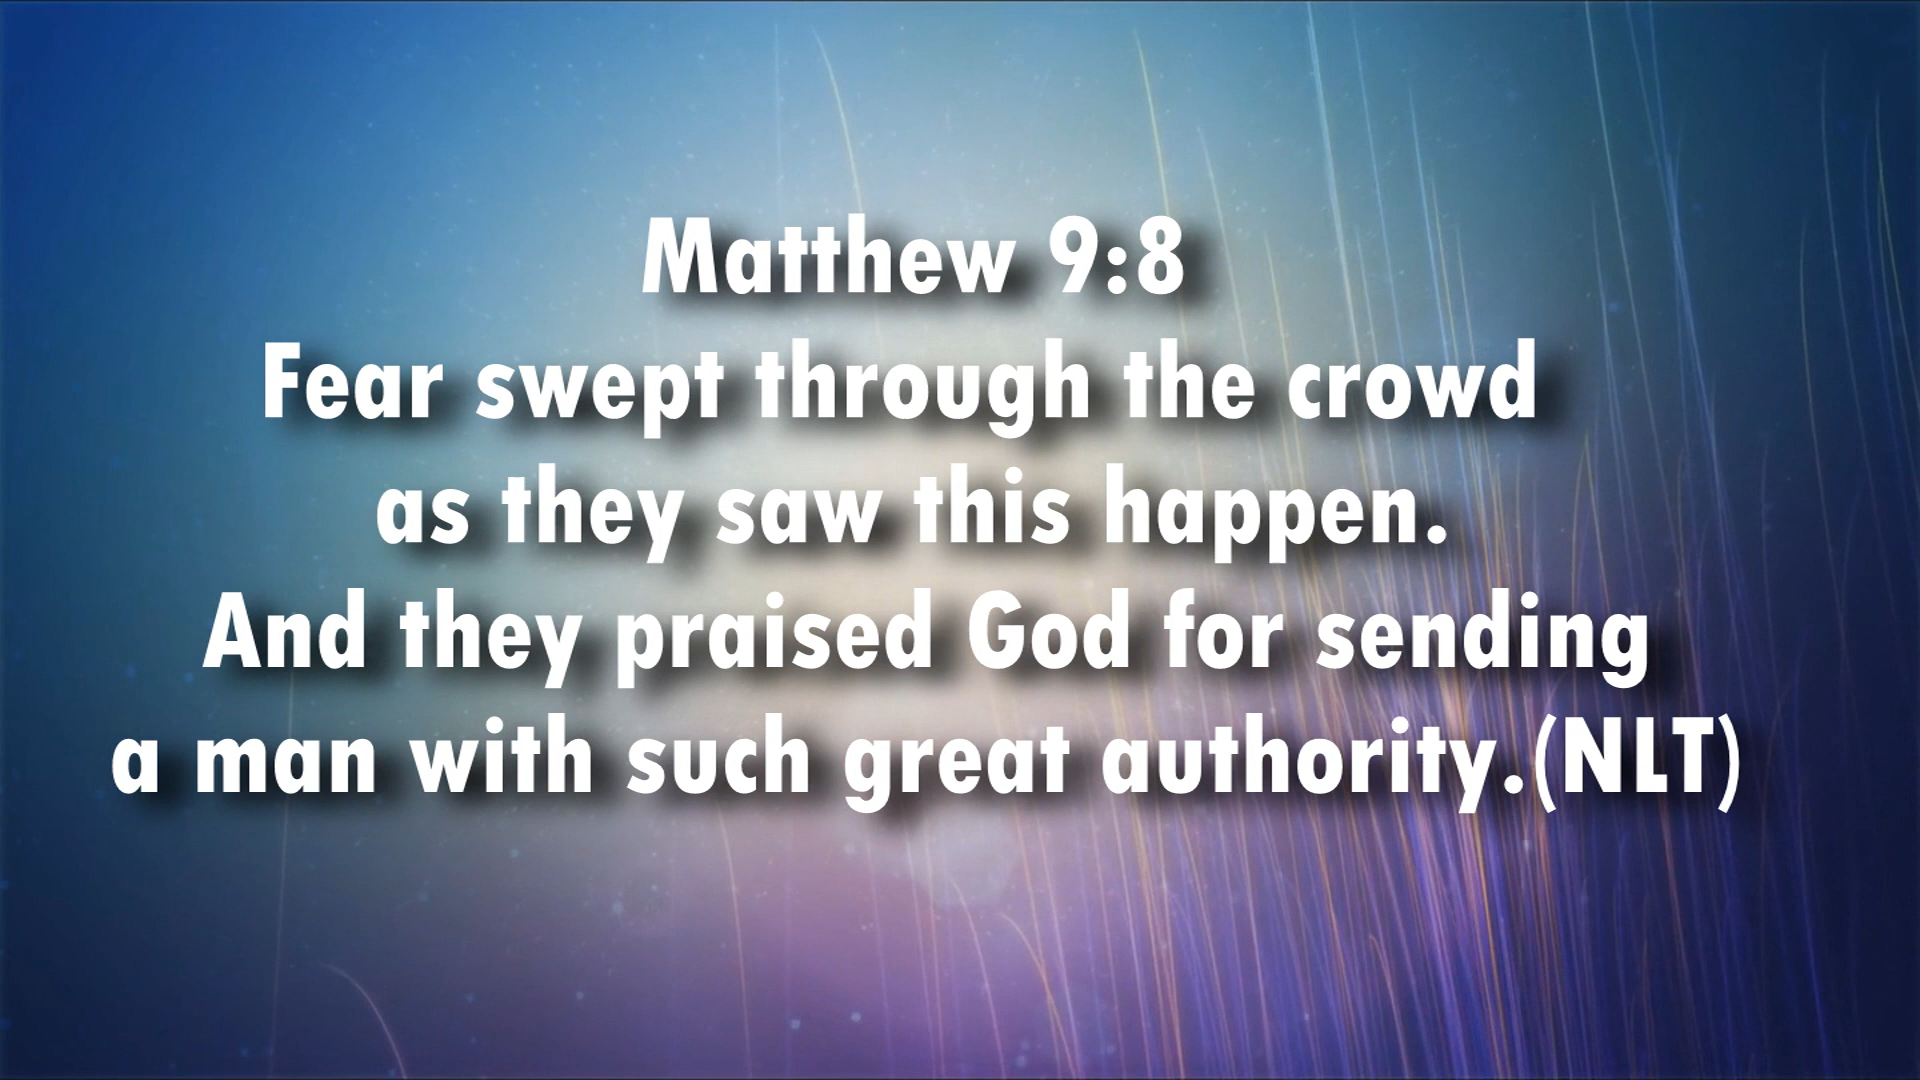 Matthew 9:8
Fear swept through the crowd
as they saw this happen.
And they praised God for sending
a man with such great authority.(NLT)